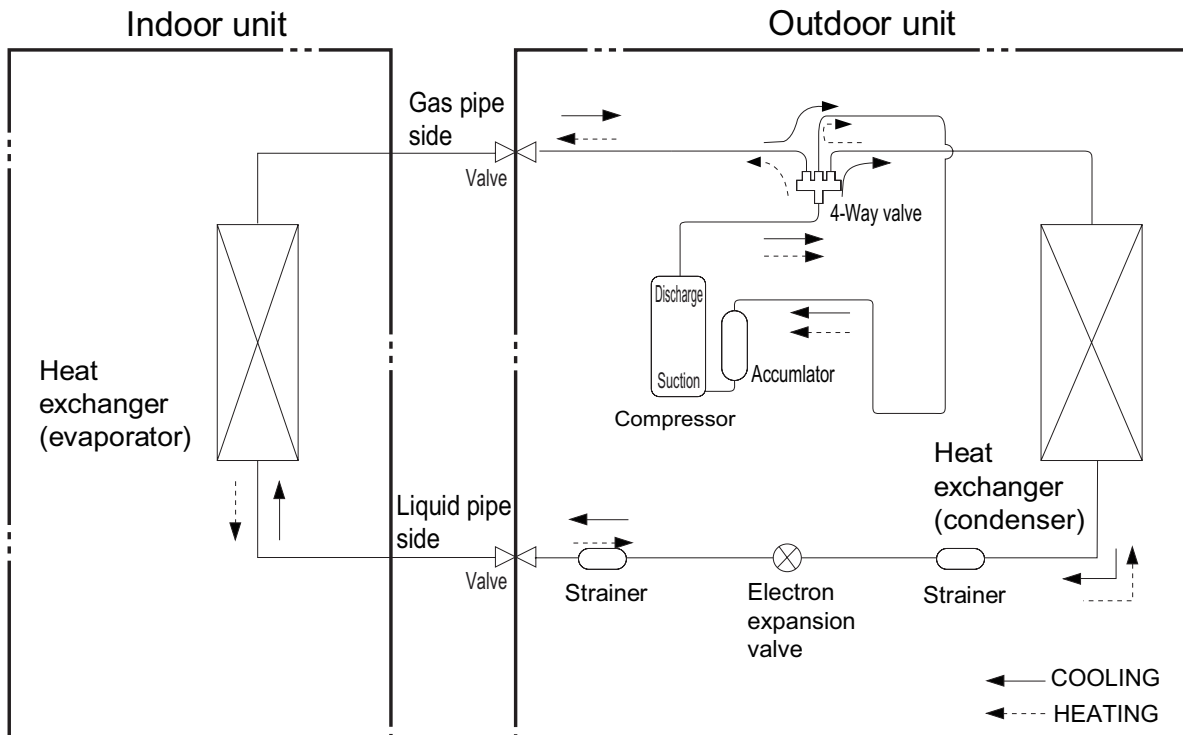 Indoor unit
Outdoor unit
Gas pipe
side
Valve
4-Way valve
Discharge
Suction
Accumlator
Compressor
Heat
exchanger
(evaporator)
Heat
exchanger
(condenser)
Liquid pipe
side
Valve
Strainer
Electron
expansion
valve
Strainer
COOLING
HEATING